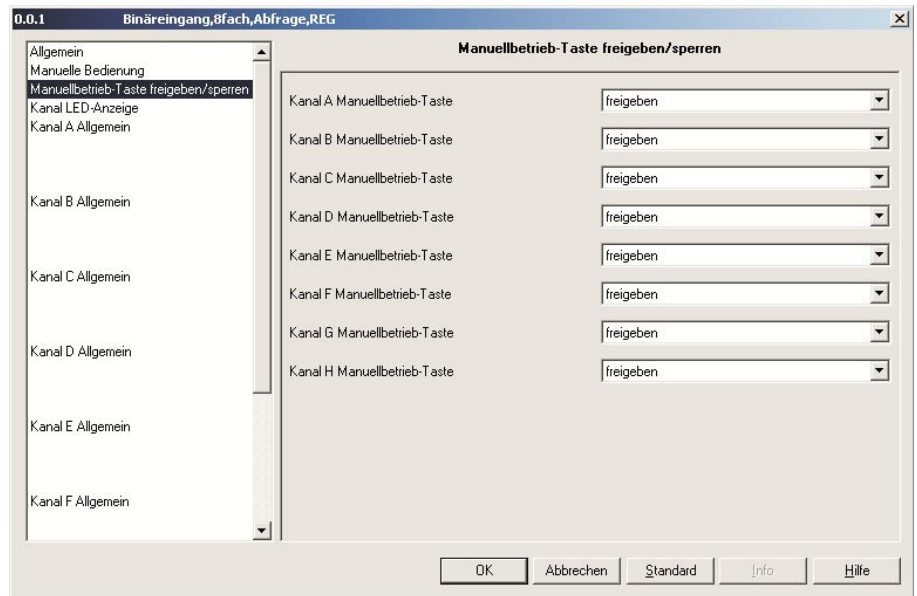 0.0.1 Binäreingang,8fach,Abfrage,REG
Allgemein
Manuelle Bedienung
Manuellbetrieb-Taste freigeben/sperren
Kanal LED-Anzeige
Kanal A Allgemein
Kanal B Allgemein
Kanal C Allgemein
Kanal D Allgemein
Kanal E Allgemein
Kanal F Allgemein
Manuellbetrieb-Taste freigeben/sperren
Kanal A Manuellbetrieb-Taste freigeben
Kanal B Manuellbetrieb-Taste freigeben
Kanal C Manuellbetrieb-Taste freigeben
Kanal D Manuellbetrieb-Taste freigeben
Kanal E Manuellbetrieb-Taste freigeben
Kanal F Manuellbetrieb-Taste freigeben
Kanal G Manuellbetrieb-Taste freigeben
Kanal H Manuellbetrieb-Taste freigeben
OK Abbrechen Standard Info Hilfe